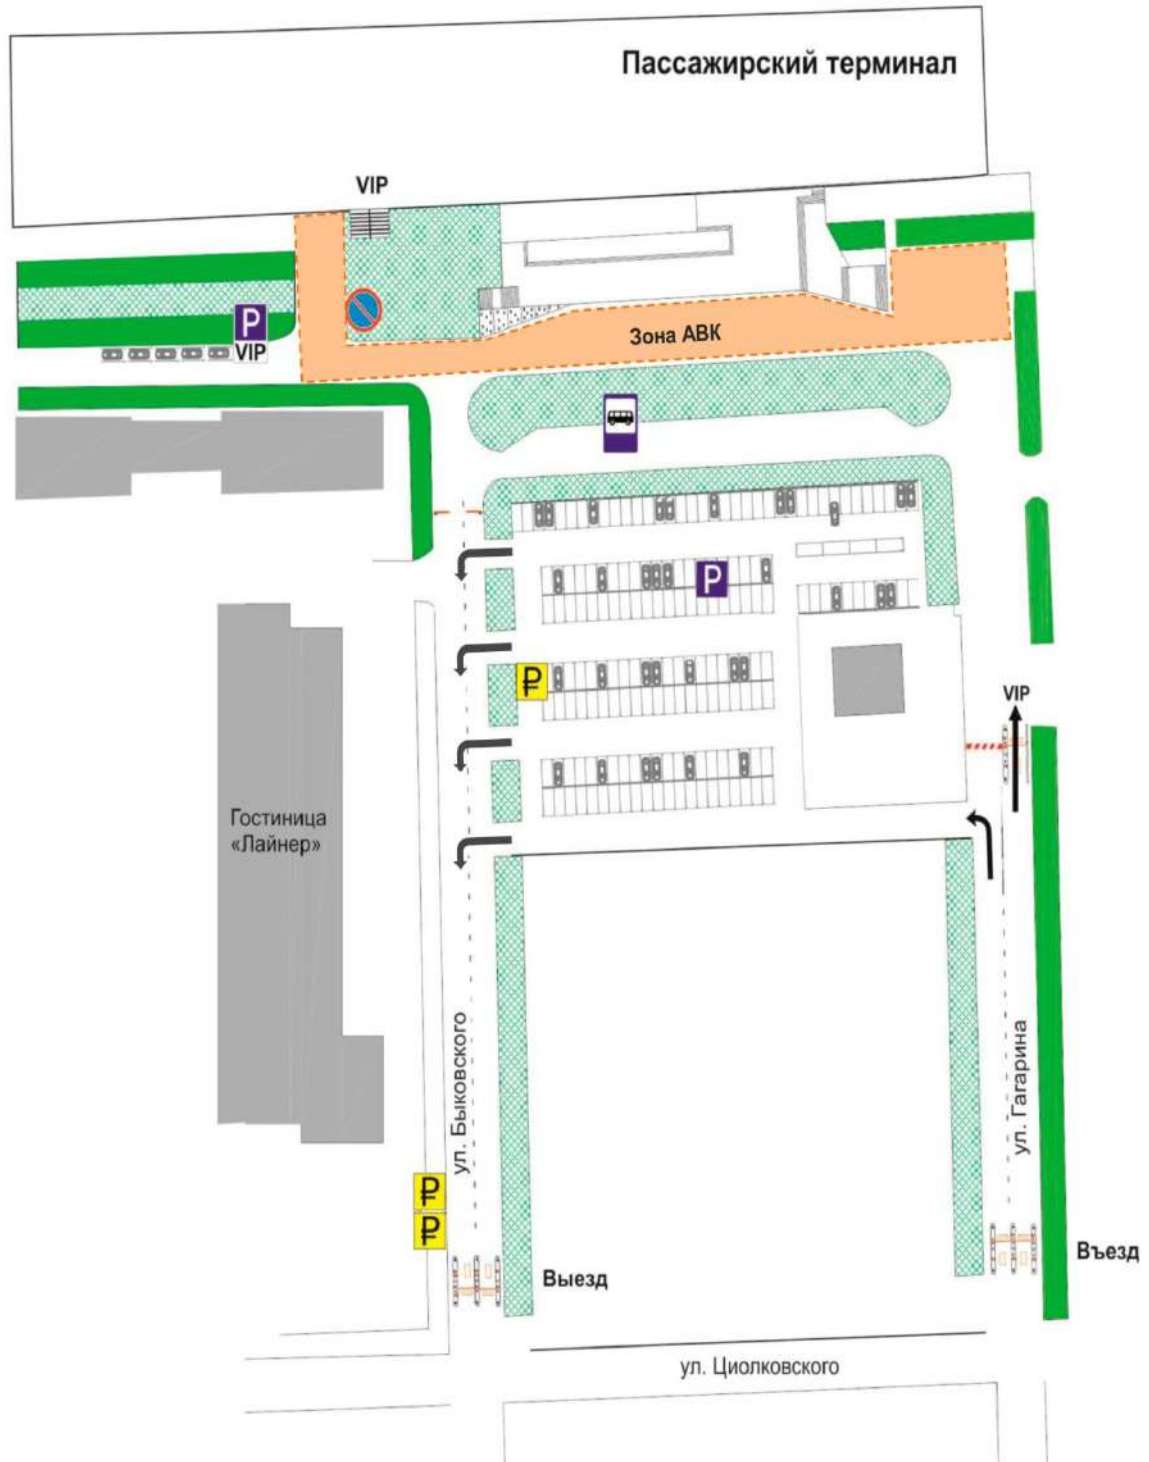 Пассажирский терминал
VIP
P
VIP
Зона АВК
P
VIP
Гостиница
«Лайнер»
ул. Быковского
ул. Гагарина
Выезд
Въезд
ул. Циолковского